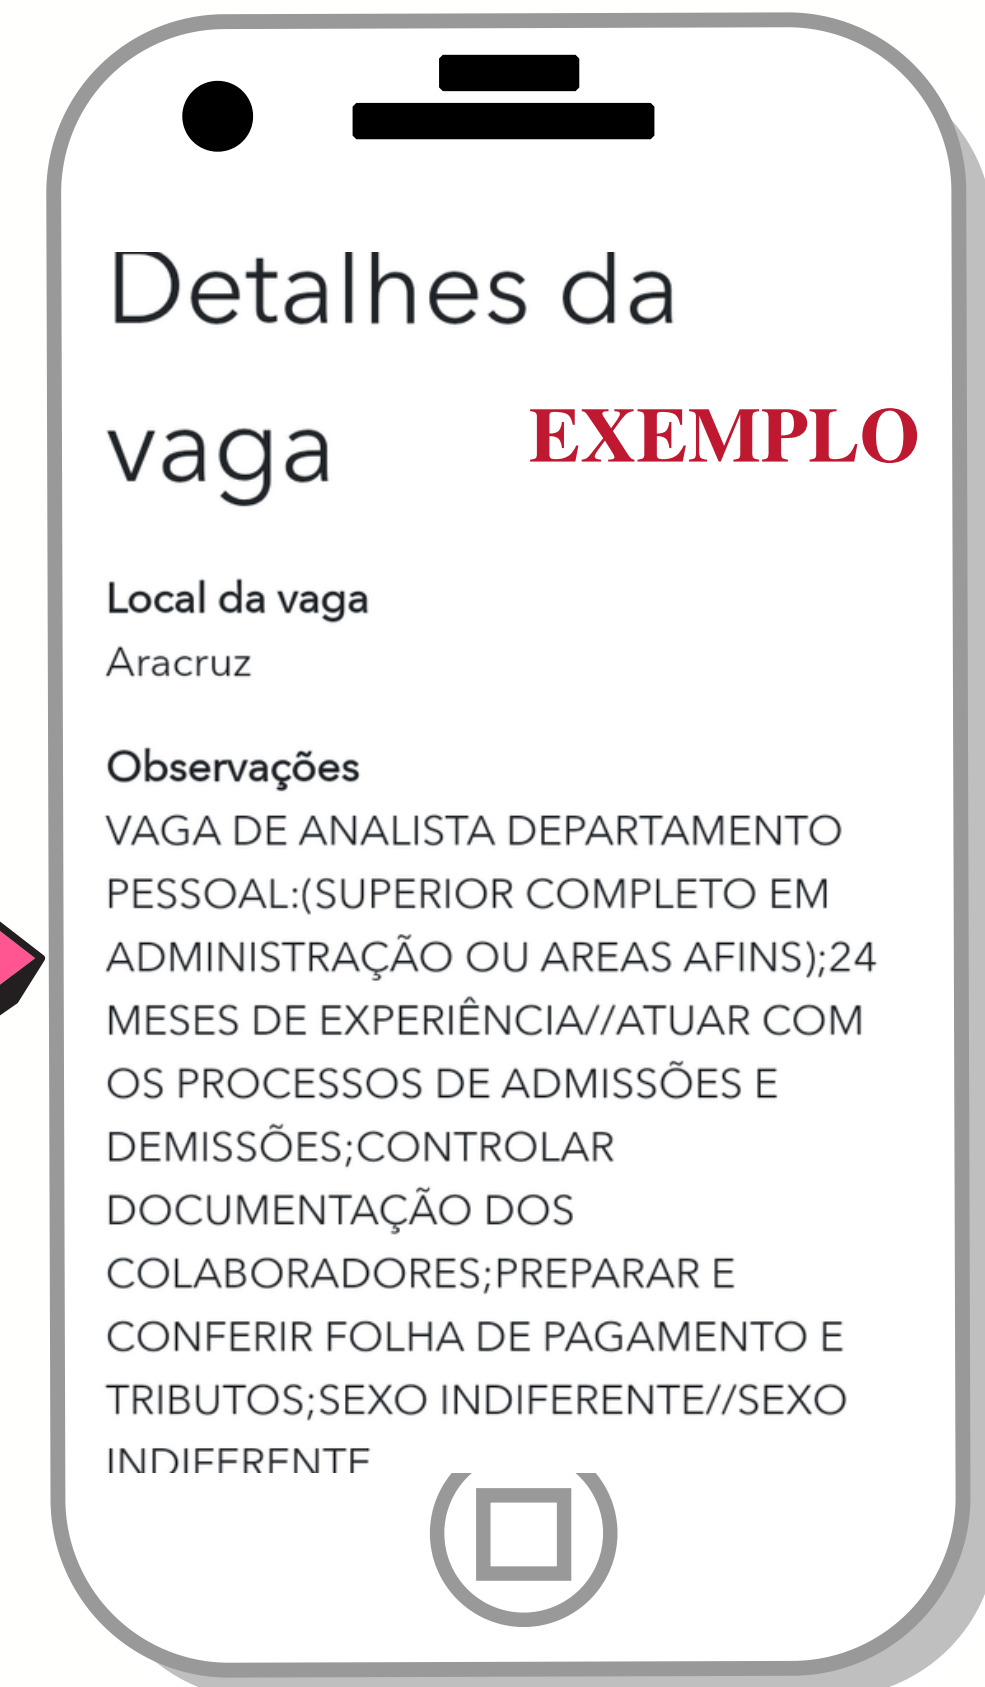 Detalhes da
vaga
EXEMPLO
Local da vaga
Aracruz
Observações
VAGA DE ANALISTA DEPARTAMENTO
PESSOAL:(SUPERIOR COMPLETO EM
ADMINISTRAÇÃO OU AREAS AFINS);24
MESES DE EXPERIÊNCIA//ATUAR COM
OS PROCESSOS DE ADMISSÕES E
DEMISSÕES;CONTROLAR
DOCUMENTAÇÃO DOS
COLABORADORES;PREPARAR E
CONFERIR FOLHA DE PAGAMENTO E
TRIBUTOS;SEXO INDIFERENTE//SEXO
INDIFERENTE